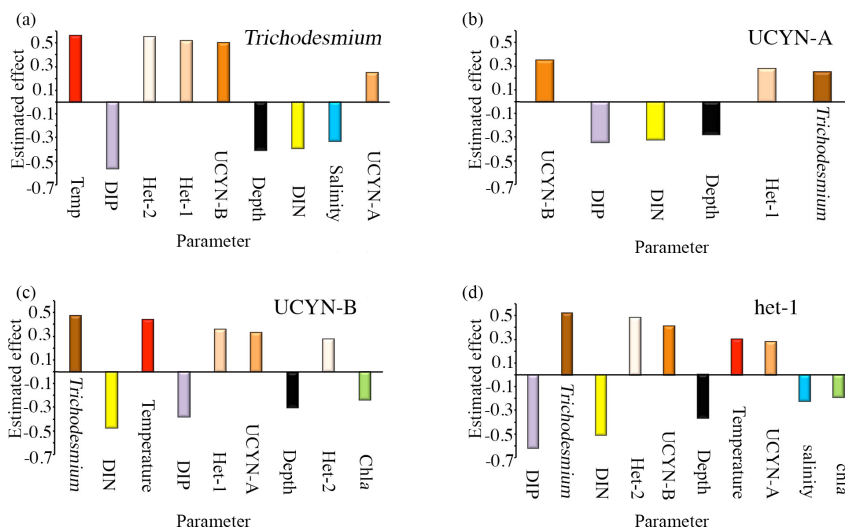 (a)
Trichodesmium
Estimated effect
0.5
0.3
0.1
-0.1
-0.3
-0.5
-0.7
Temp
DIP
Het-2
Het-1
UCYN-B
Depth
DIN
Salinity
UCYN-A
Parameter
(b)
UCYN-A
Estimated effect
0.5
0.3
0.1
-0.1
-0.3
-0.5
-0.7
UCYN-B
DIP
DIN
Depth
Het-1
Trichodesmium
Parameter
(c)
UCYN-B
Estimated effect
0.5
0.3
0.1
-0.1
-0.3
-0.5
-0.7
Trichodesmium
DIN
Temperature
DIP
Het-1
UCYN-A
Depth
Het-2
Chla
Parameter
(d)
het-1
Estimated effect
0.5
0.3
0.1
-0.1
-0.3
-0.5
-0.7
DIP
Trichodesmium
DIN
Het-2
UCYN-B
Depth
Temperature
UCYN-A
salinity
chla
Parameter